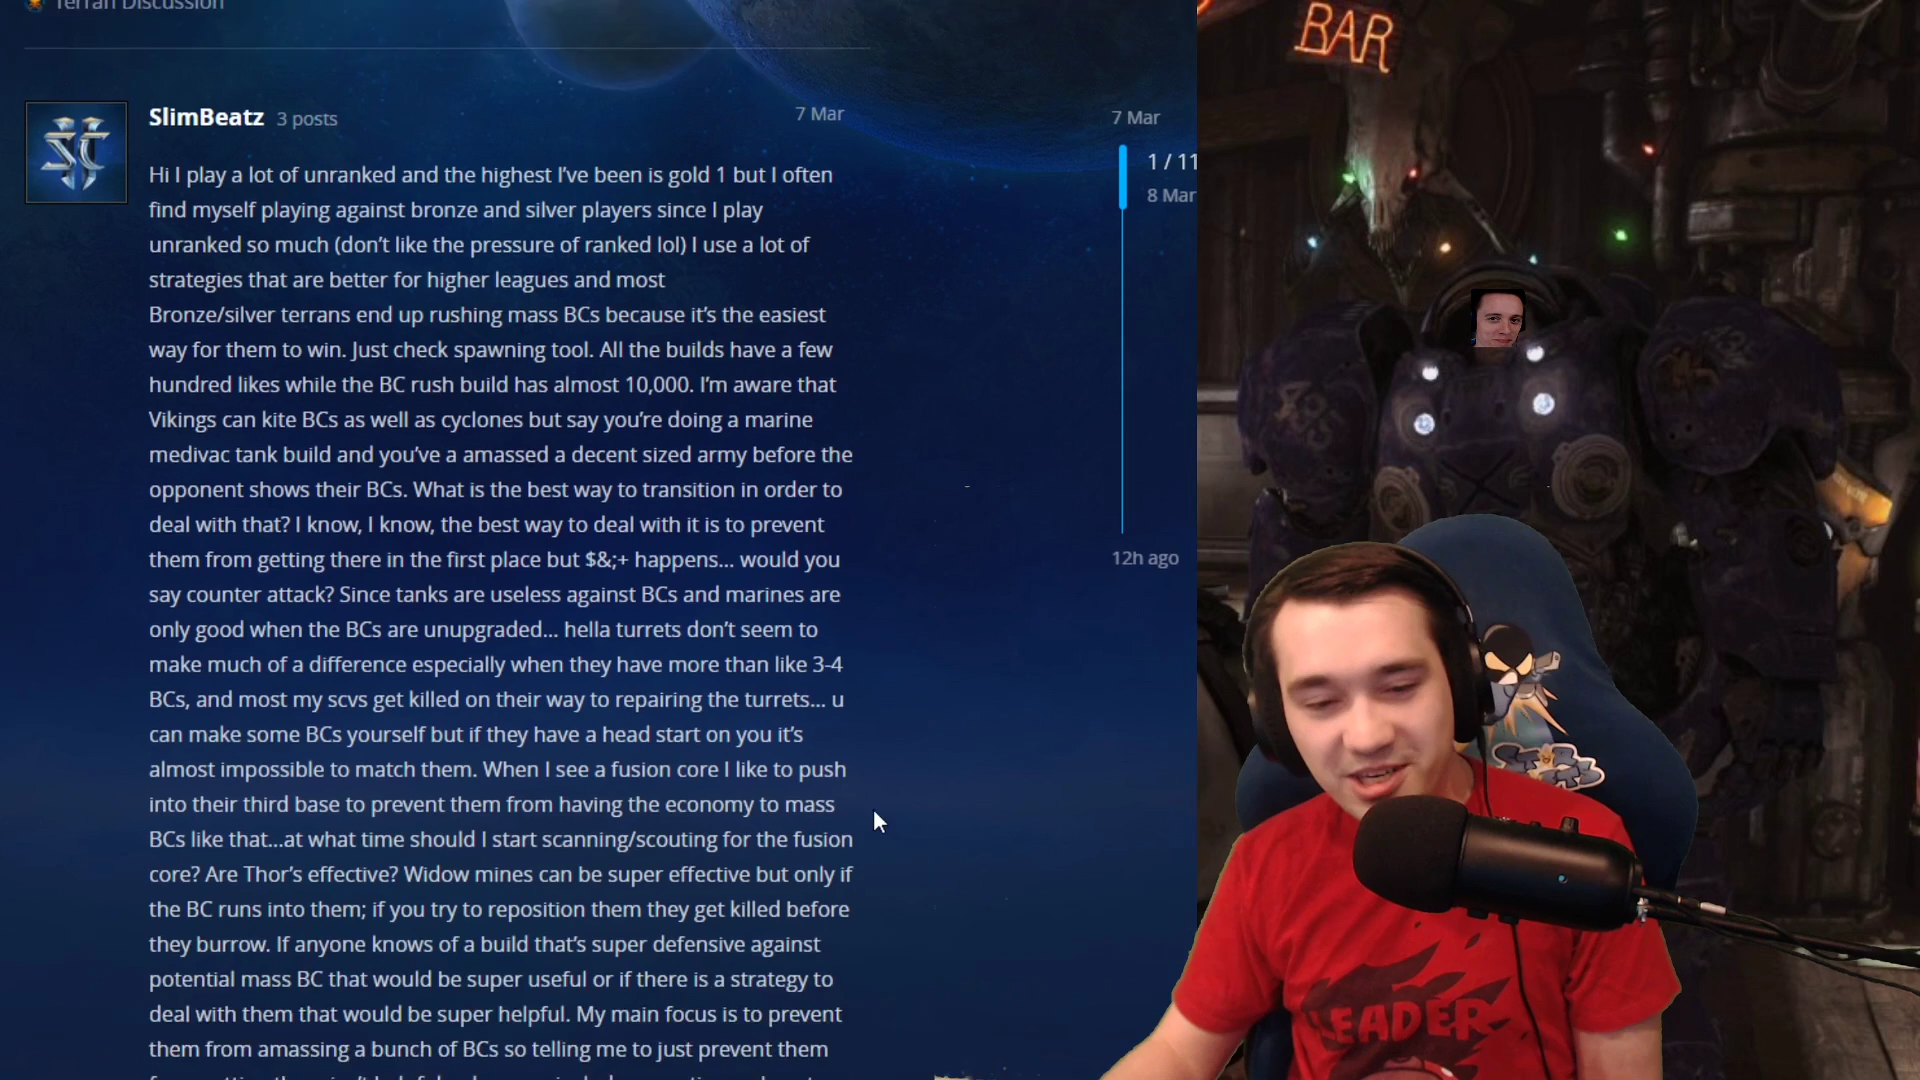 Terran Discussion
BAR
SlimBeatz 3 posts 7 Mar
7 Mar
1 / 11
8 Mar
Hi I play a lot of unranked and the highest I've been is gold 1 but I often
find myself playing against bronze and silver players since I play
unranked so much (don't like the pressure of ranked lol) I use a lot of
strategies that are better for higher leagues and most
Bronze/silver terrans end up rushing mass BCs because it's the easiest
way for them to win. Just check spawning tool. All the builds have a few
hundred likes while the BC rush build has almost 10,000. I'm aware that
Vikings can kite BCs as well as cyclones but say you're doing a marine
medivac tank build and you've a amassed a decent sized army before the
opponent shows their BCs. What is the best way to transition in order to
deal with that? I know, I know, the best way to deal with it is to prevent
them from getting there in the first place but $&;+ happens... would you
say counter attack? Since tanks are useless against BCs and marines are
only good when the BCs are unupgraded... hella turrets don't seem to
make much of a difference especially when they have more than like 3-4
BCs, and most my scvs get killed on their way to repairing the turrets... u
can make some BCs yourself but if they have a head start on you it's
almost impossible to match them. When I see a fusion core I like to push
into their third base to prevent them from having the economy to mass
BCs like that...at what time should I start scanning/scouting for the fusion
core? Are Thor's effective? Widow mines can be super effective but only if
the BC runs into them; if you try to reposition them they get killed before
they burrow. If anyone knows of a build that's super defensive against
potential mass BC that would be super useful or if there is a strategy to
deal with them that would be super helpful. My main focus is to prevent
them from amassing a bunch of BCs so telling me to just prevent them
12h ago
LEADER